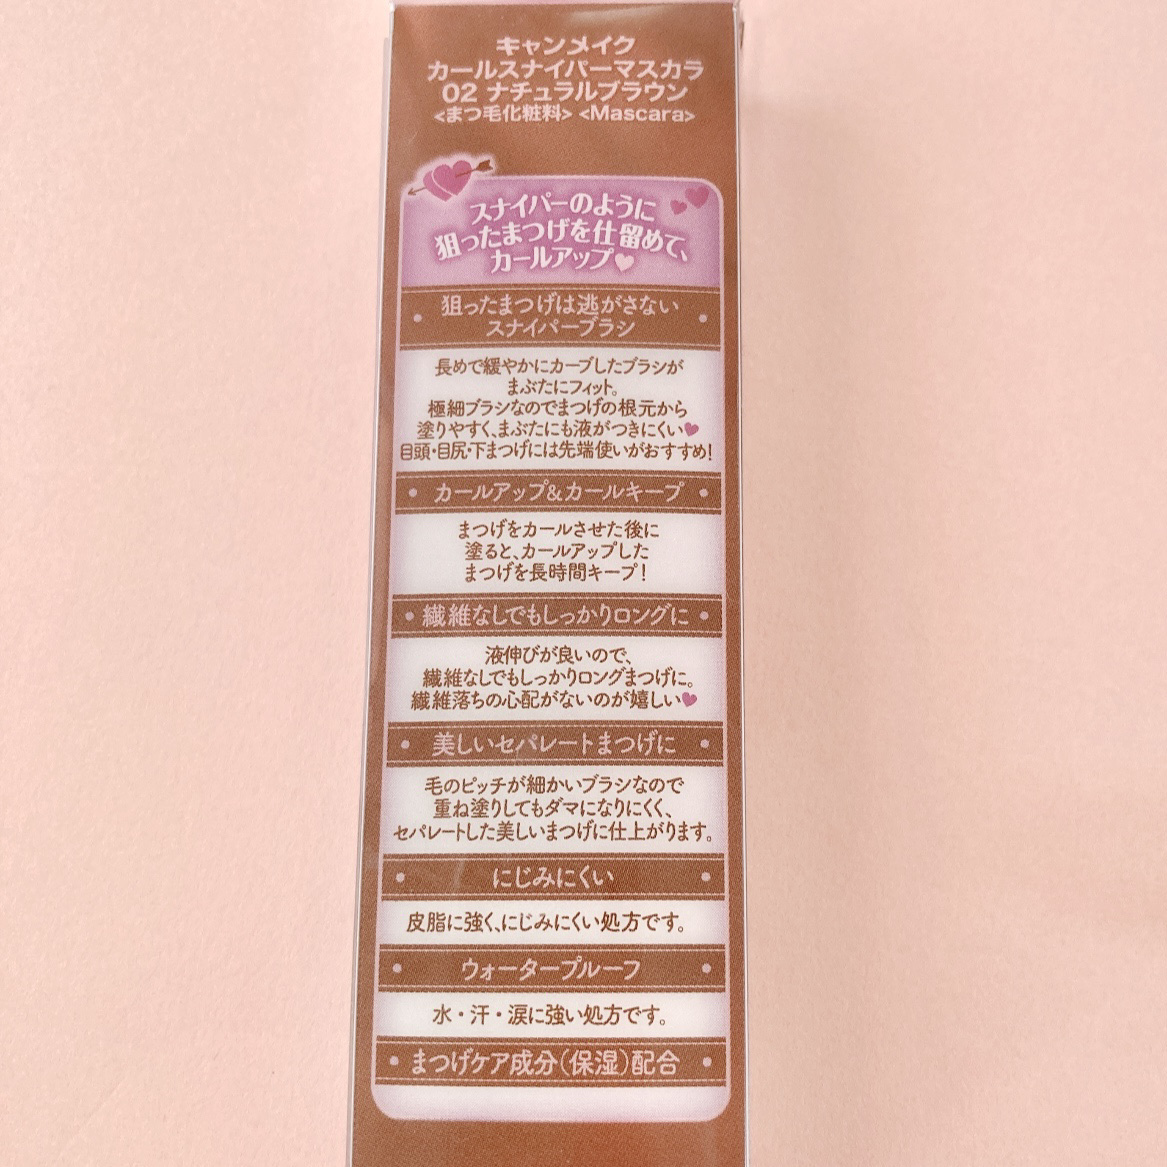 キャンメイク
カールスナイパーマスカラ
02 ナチュラルブラウン
<まつ毛化粧料> <Mascara>
スナイパーのように
狙ったまつげを仕留めて、
カールアップ♥
狙ったまつげは逃がさない
スナイパーブラシ
長めで緩やかにカーブしたブラシが
まぶたにフィット。
極細ブラシなのでまつげの根元から
塗りやすく、まぶたにも液がつきにくい♥
目頭・目尻・下まつげには先端使いがおすすめ!
カールアップ&カールキープ
まつげをカールさせた後に
塗ると、カールアップした
まつげを長時間キープ!
繊維なしでもしっかりロングに
液伸びが良いので、
繊維なしでもしっかりロングまつげに。
繊維落ちの心配がないのが嬉しい♥
美しいセパレートまつげに
毛のピッチが細かいブラシなので
重ね塗りしてもダマになりにくく、
セパレートした美しいまつげに仕上がります。
にじみにくい
皮脂に強く、にじみにくい処方です。
ウォータープルーフ
水・汗・涙に強い処方です。
まつげケア成分(保湿)配合